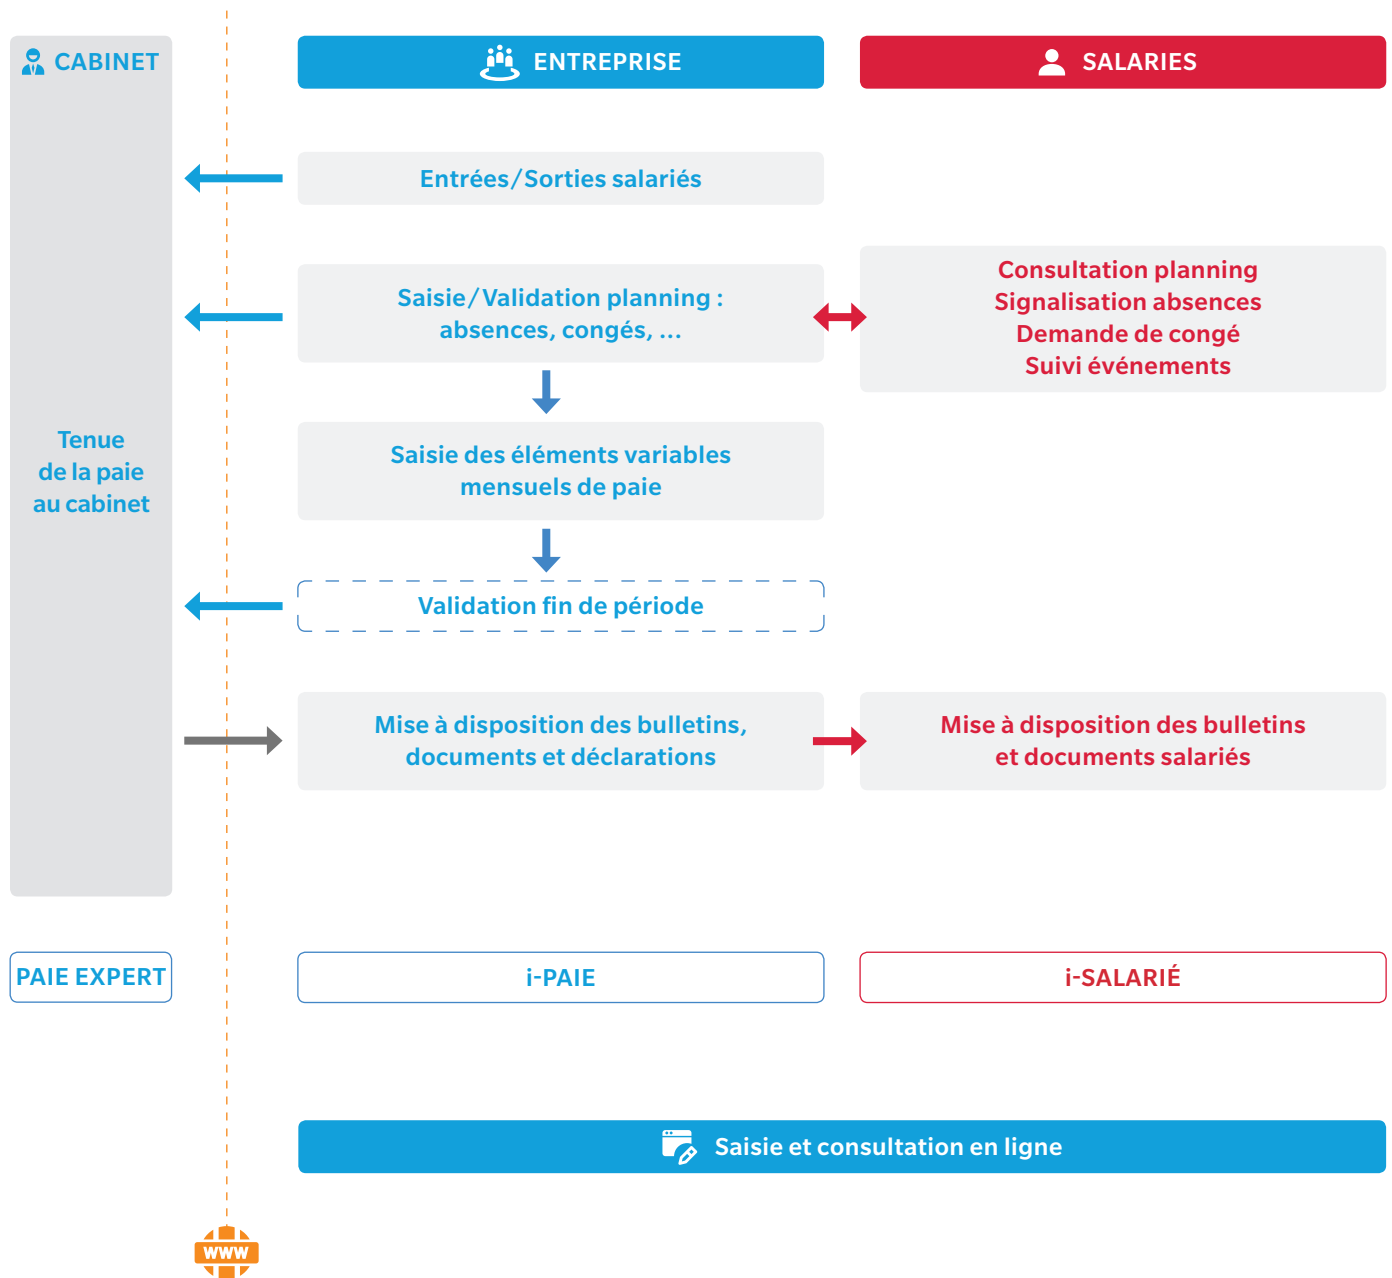 CABINET
ENTREPRISE
SALARIES
Entrées/Sorties salariés
Saisie/Validation planning :
absences, congés, ...
Consultation planning
Signalisation absences
Demande de congé
Suivi événements
Tenue
de la paie
au cabinet
Saisie des éléments variables
mensuels de paie
Validation fin de période
Mise à disposition des bulletins,
documents et déclarations
Mise à disposition des bulletins
et documents salariés
PAIE EXPERT
i-PAIE
i-SALARIÉ
Saisie et consultation en ligne
WWW